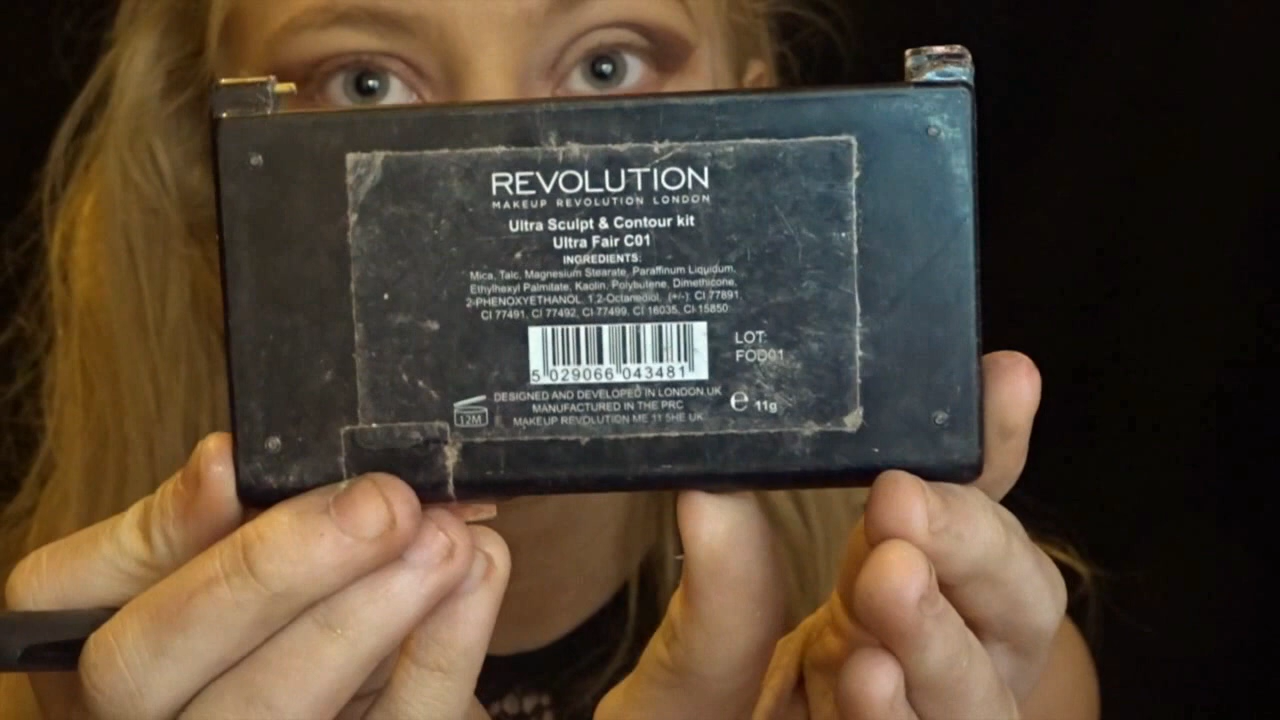 REVOLUTION
MAKEUP REVOLUTION LONDON
Ultra Sculpt & Contour kit
Ultra Fair C01
INGREDIENTS:
Mica, Talc, Magnesium Stearate, Paraffinum Liquidum,
Ethylhexyl Palmitate, Kaolin, Polybutene, Dimethicone,
2-PHENOXYETHANOL, 1,2-Octanediol, (+/-): CI 77891,
CI 77491, CI 77492, CI 77499, CI 16035, CI 15850
LOT:
FOD01
5 029066 043481
DESIGNED AND DEVELOPED IN LONDON UK
MANUFACTURED IN THE PRC
MAKEUP REVOLUTION ME 11 5HE UK
12M
e 11g